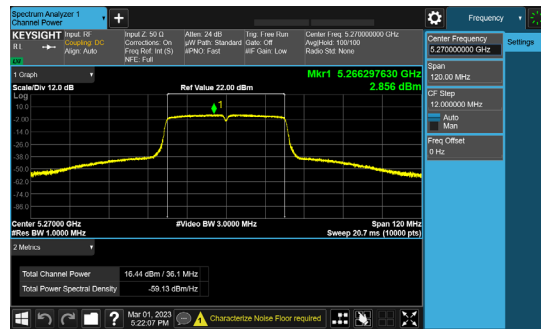 Spectrum Analyzer 1
Channel Power
+
Frequency
KEYSIGHT
RL
Input: RF
Coupling: DC
Align: Auto
Input Z: 50 Ω
Corrections: On
Freq Ref: Int (S)
NFE: Full
Atten: 24 dB
µW Path: Standard
#PNO: Fast
Trig: Free Run
Gate: Off
#IF Gain: Low
Center Freq: 5.270000000 GHz
Avg|Hold: 100/100
Radio Std: None
Center Frequency
5.270000000 GHz
Settings
Span
120.00 MHz
CF Step
12.000000 MHz
Auto
Man
Freq Offset
0 Hz
1 Graph
Mkr1 5.266297630 GHz
Scale/Div 12.0 dB
Ref Value 22.00 dBm
2.856 dBm
Log
10.0
-2.00
-14.0
-26.0
-38.0
-50.0
-62.0
-74.0
-86.0
1
Center 5.27000 GHz
#Video BW 3.0000 MHz
Span 120 MHz
#Res BW 1.0000 MHz
Sweep 20.7 ms (10000 pts)
2 Metrics
Total Channel Power
16.44 dBm / 36.1 MHz
Total Power Spectral Density
-59.13 dBm/Hz
?
Mar 01, 2023
5:22:07 PM
Characterize Noise Floor required